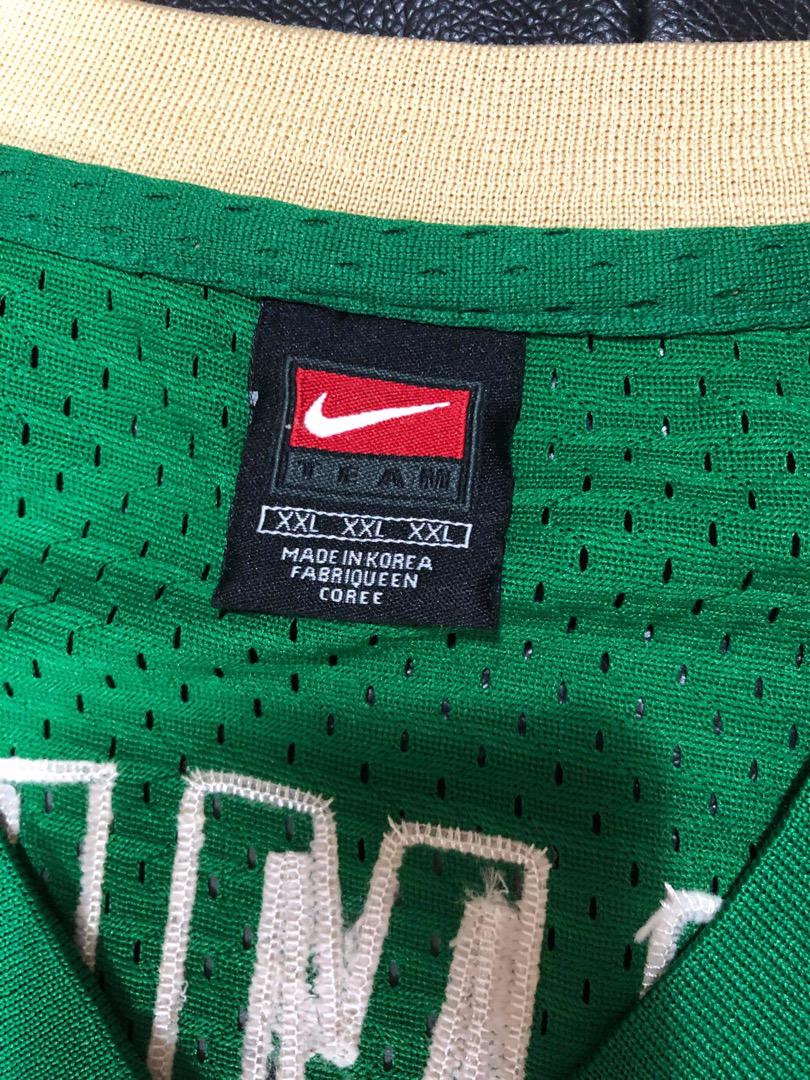 TEAM
XXL XXL XXL
MADE IN KOREA
FABRIQUEEN
COREE